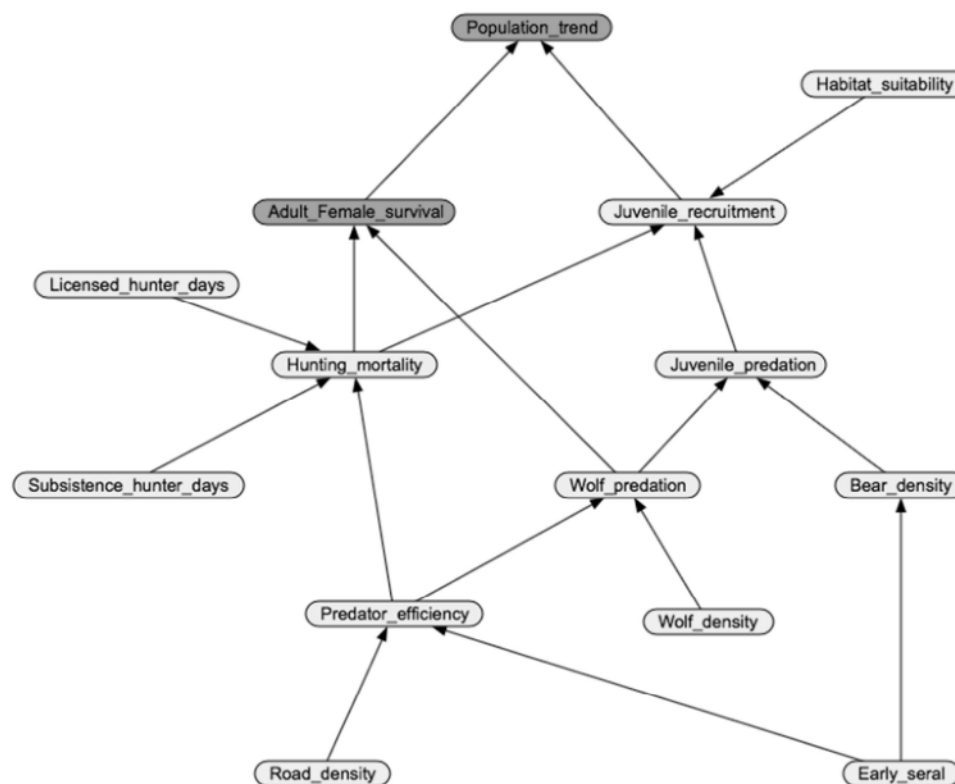 Population_trend
Habitat_suitability
Adult_Female_survival
Juvenile_recruitment
Licensed_hunter_days
Hunting_mortality
Juvenile_predation
Subsistence_hunter_days
Wolf_predation
Bear_density
Predator_efficiency
Wolf_density
Road_density
Early_seral